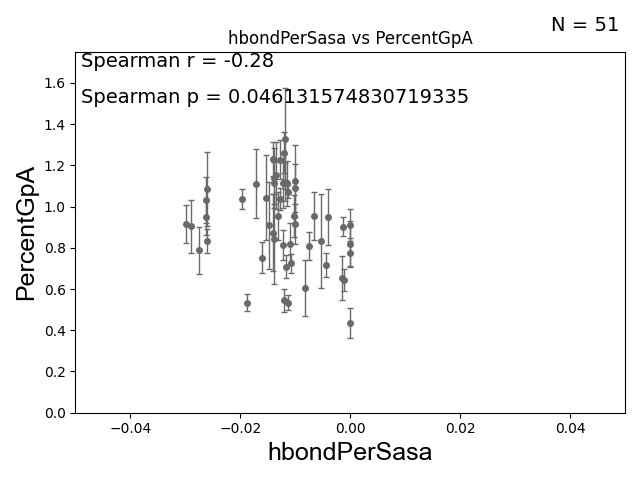 N = 51
hbondPerSasa vs PercentGpA
Spearman r = -0.28
Spearman p = 0.046131574830719335
PercentGpA
1.6
1.4
1.2
1.0
0.8
0.6
0.4
0.2
0.0
−0.04 −0.02 0.00 0.02 0.04
hbondPerSasa